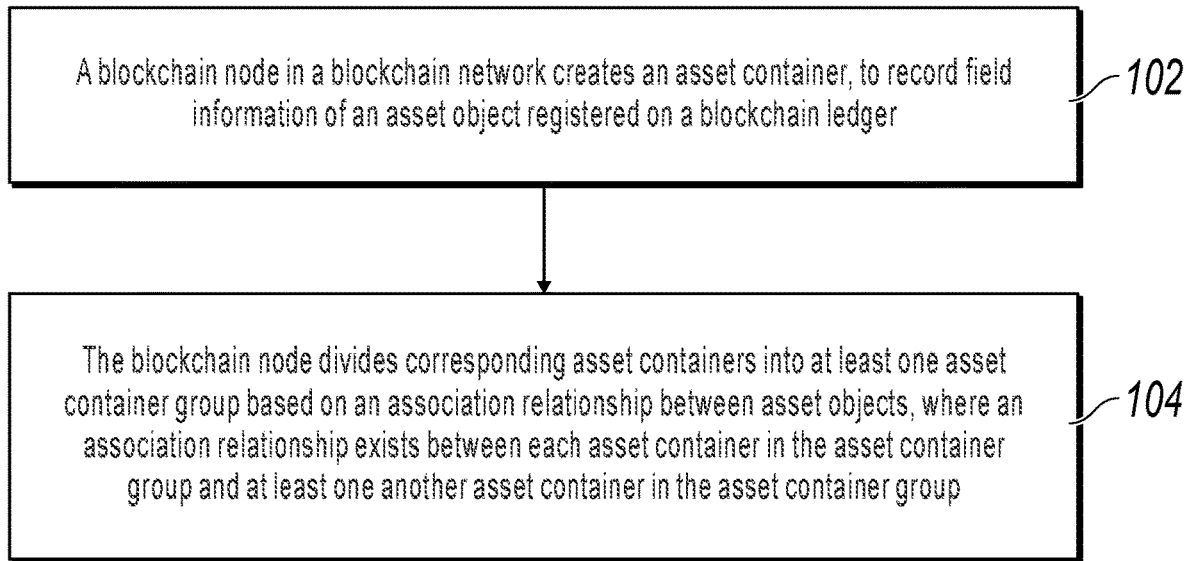 A blockchain node in a blockchain network creates an asset container, to record field
information of an asset object registered on a blockchain ledger
102
The blockchain node divides corresponding asset containers into at least one asset
container group based on an association relationship between asset objects, where an
association relationship exists between each asset container in the asset container
group and at least one another asset container in the asset container group
104